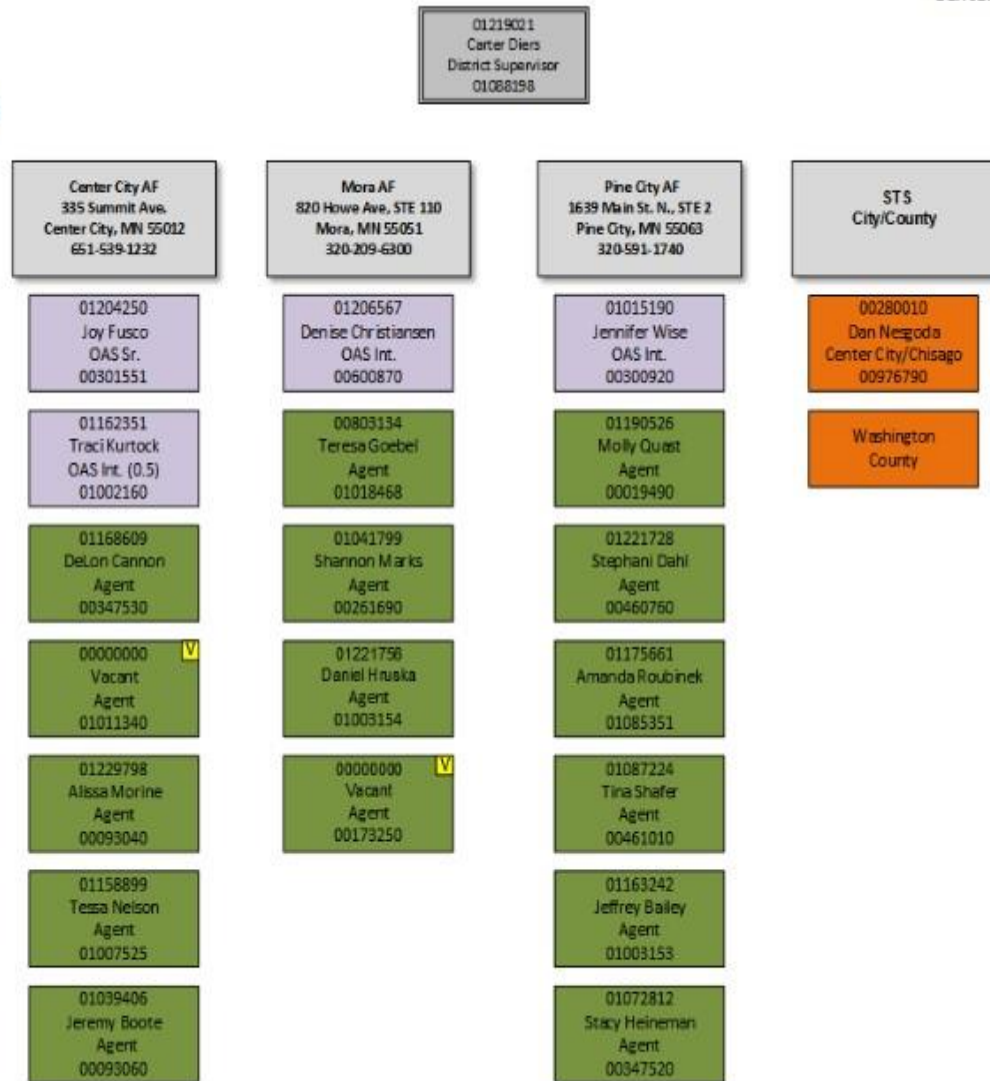 01219021
Carter Diers
District Supervisor
01088198
Center City AF
335 Summit Ave.
Center City, MN 55012
651-539-1232
01204250
Joy Fusco
OAS Sr.
00301551
01162351
Traci Kurtock
OAS Int. (0.5)
01002160
01168609
DeLon Cannon
Agent
00347530
00000000
V
Vacant
Agent
01011340
01229798
Alissa Morine
Agent
00093040
01158899
Tessa Nelson
Agent
01007525
01039406
Jeremy Boote
Agent
00093060
Mora AF
820 Howe Ave, STE 110
Mora, MN 55051
320-209-6300
01206567
Denise Christiansen
OAS Int.
00600870
00803134
Teresa Goebel
Agent
01018468
01041799
Shannon Marks
Agent
00261690
01221756
Daniel Hruska
Agent
01003154
00000000
V
Vacant
Agent
00173250
Pine City AF
1639 Main St. N., STE 2
Pine City, MN 55063
320-591-1740
01015190
Jennifer Wise
OAS Int.
00300920
01190526
Molly Quast
Agent
00019490
01221728
Stephani Dahl
Agent
00460760
01175661
Amanda Roubinek
Agent
01085351
01087224
Tina Shafer
Agent
00461010
01163242
Jeffrey Bailey
Agent
01003153
01072812
Stacy Heineman
Agent
00347520
STS
City/County
00280010
Dan Nesgoda
Center City/Chisago
00976790
Washington
County